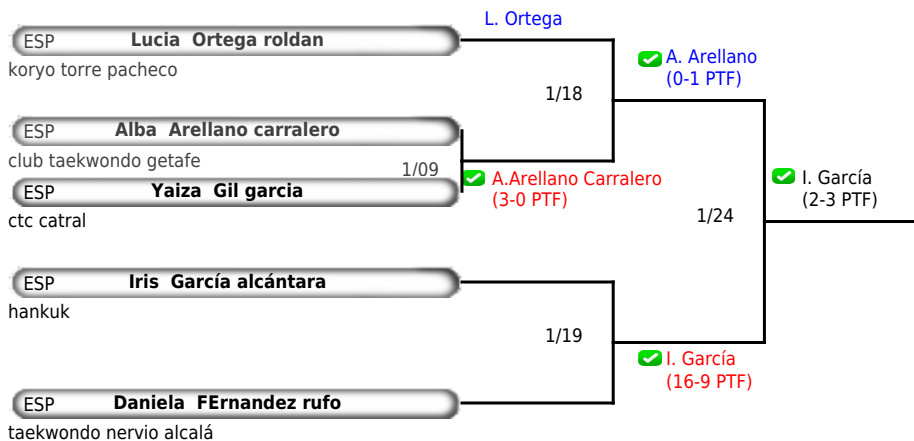 L. Ortega
ESP Lucia Ortega roldan
koryo torre pacheco
A. Arellano
(0-1 PTF)
1/18
ESP Alba Arellano carralero
club taekwondo getafe
1/09
A.Arellano Carralero
(3-0 PTF)
ESP Yaiza Gil garcia
ctc catral
I. García
(2-3 PTF)
1/24
ESP Iris García alcántara
hankuk
1/19
I. García
(16-9 PTF)
ESP Daniela FErnandez rufo
taekwondo nervio alcalá